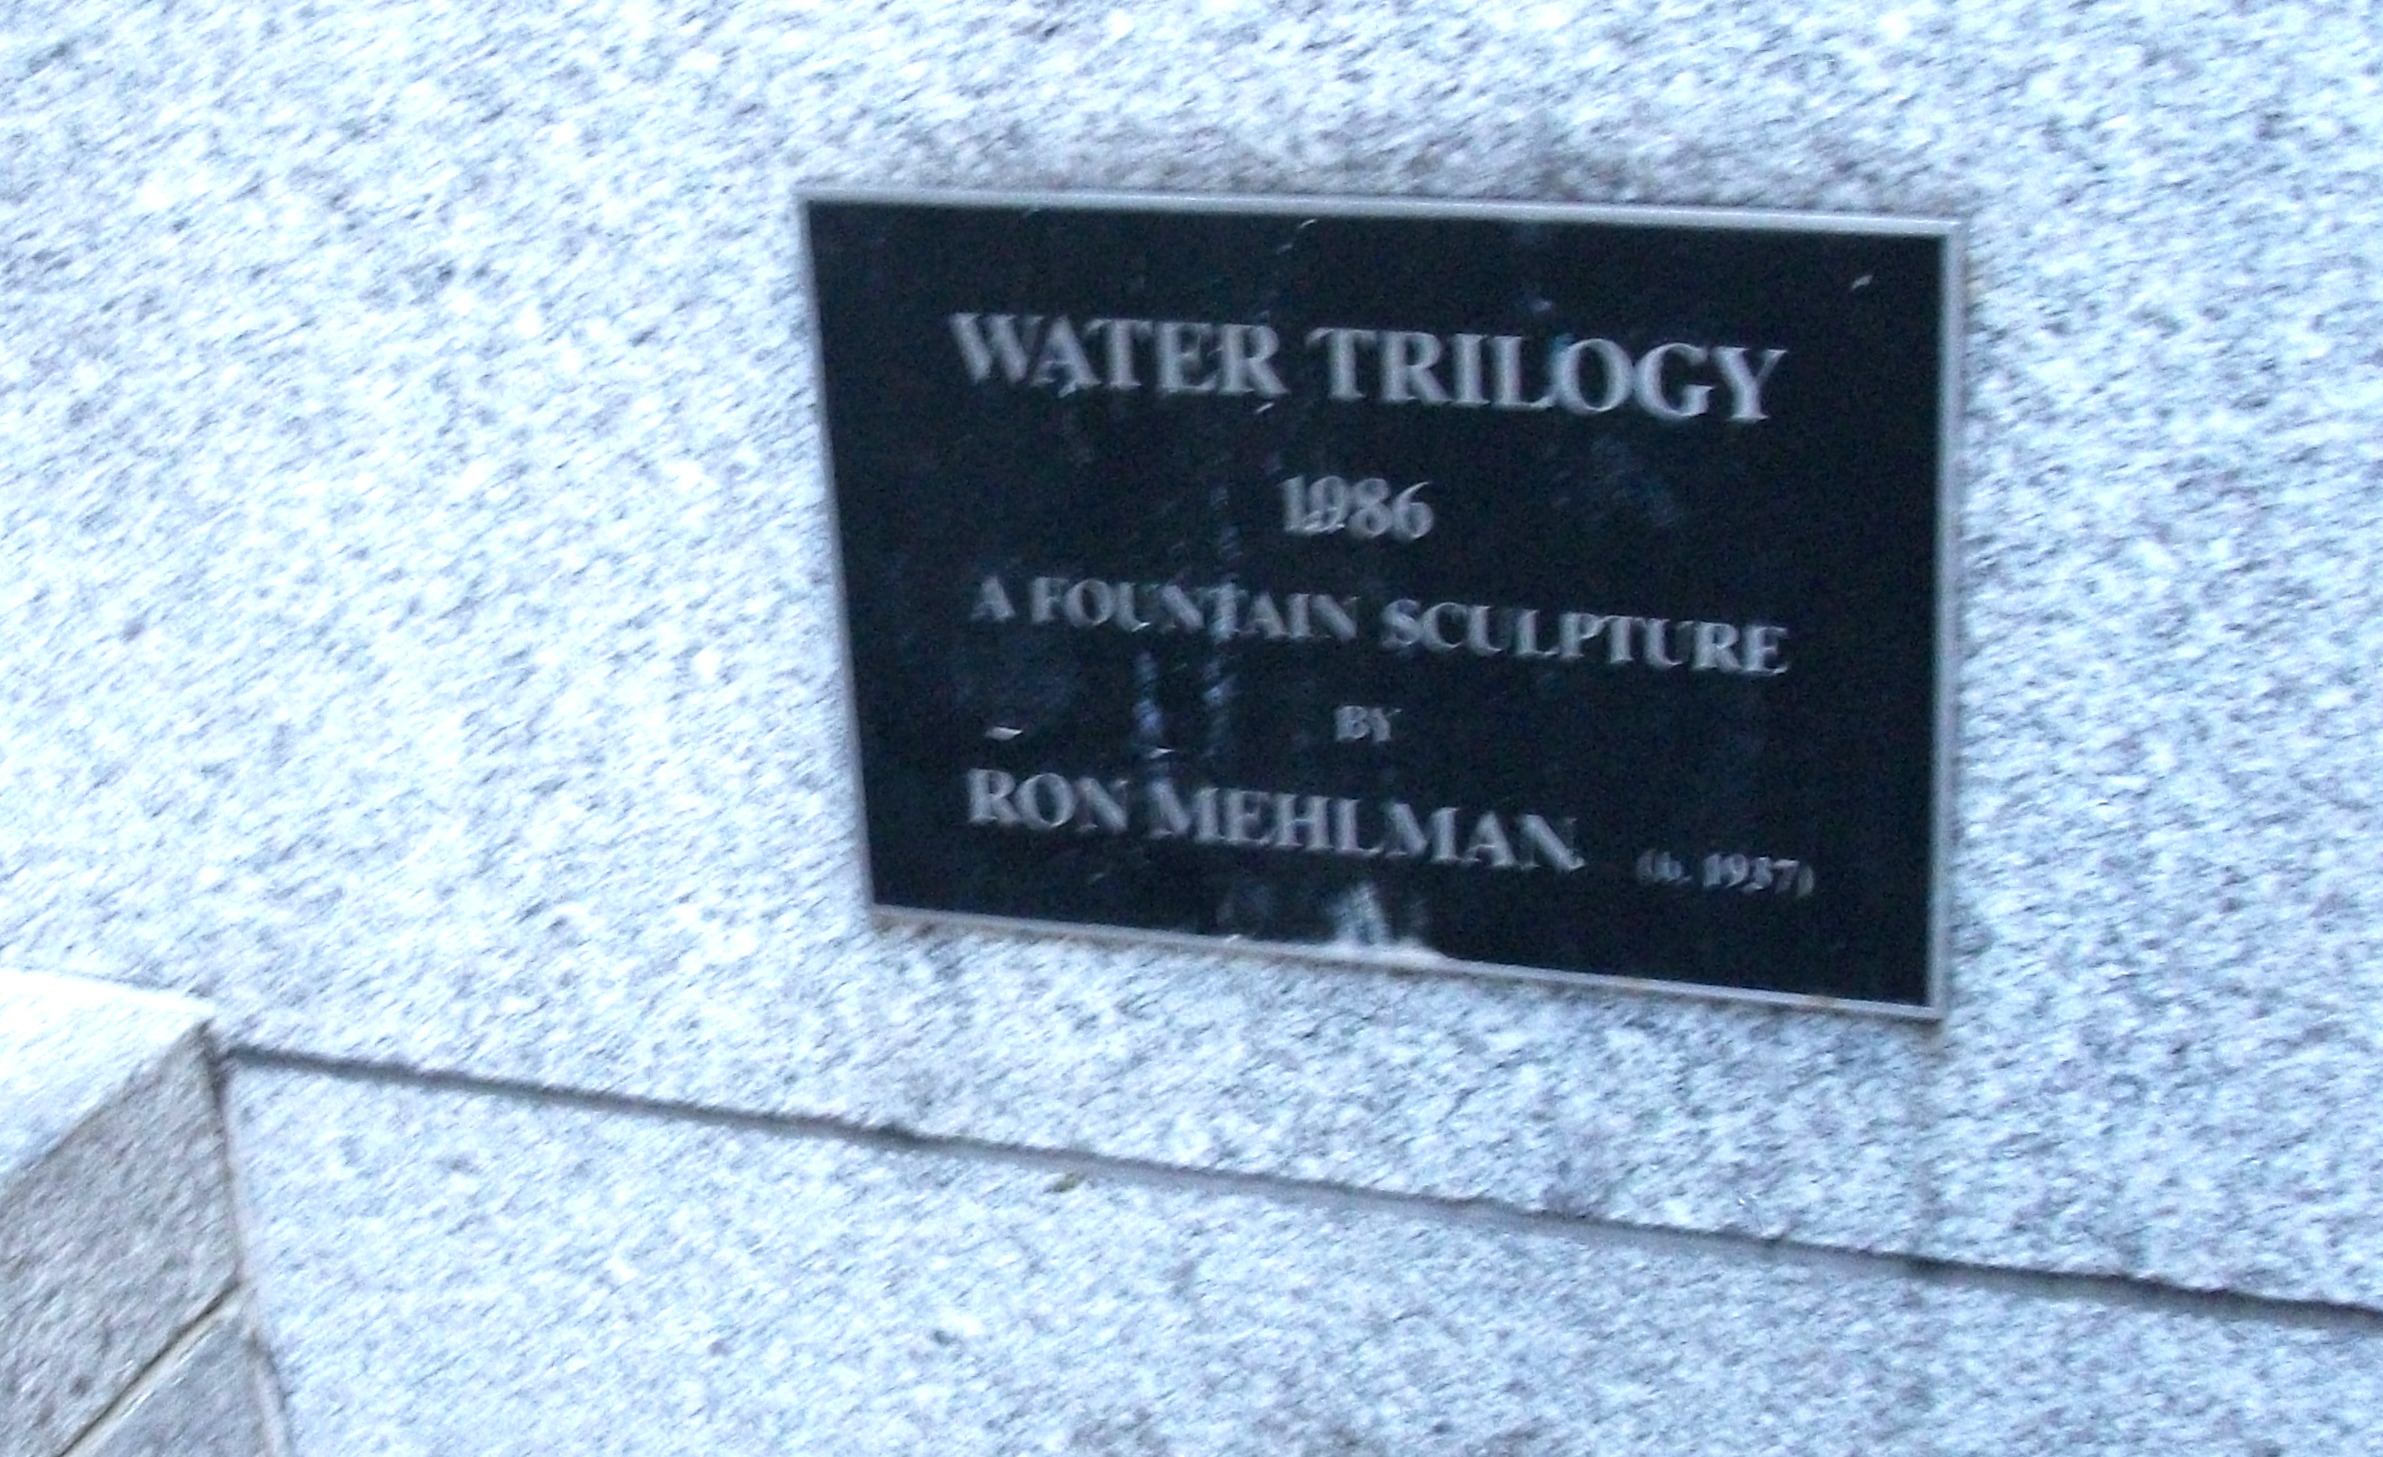 WATER TRILOGY
1986
A FOUNTAIN SCULPTURE
BY
RON MEHLMAN (b. 1937)